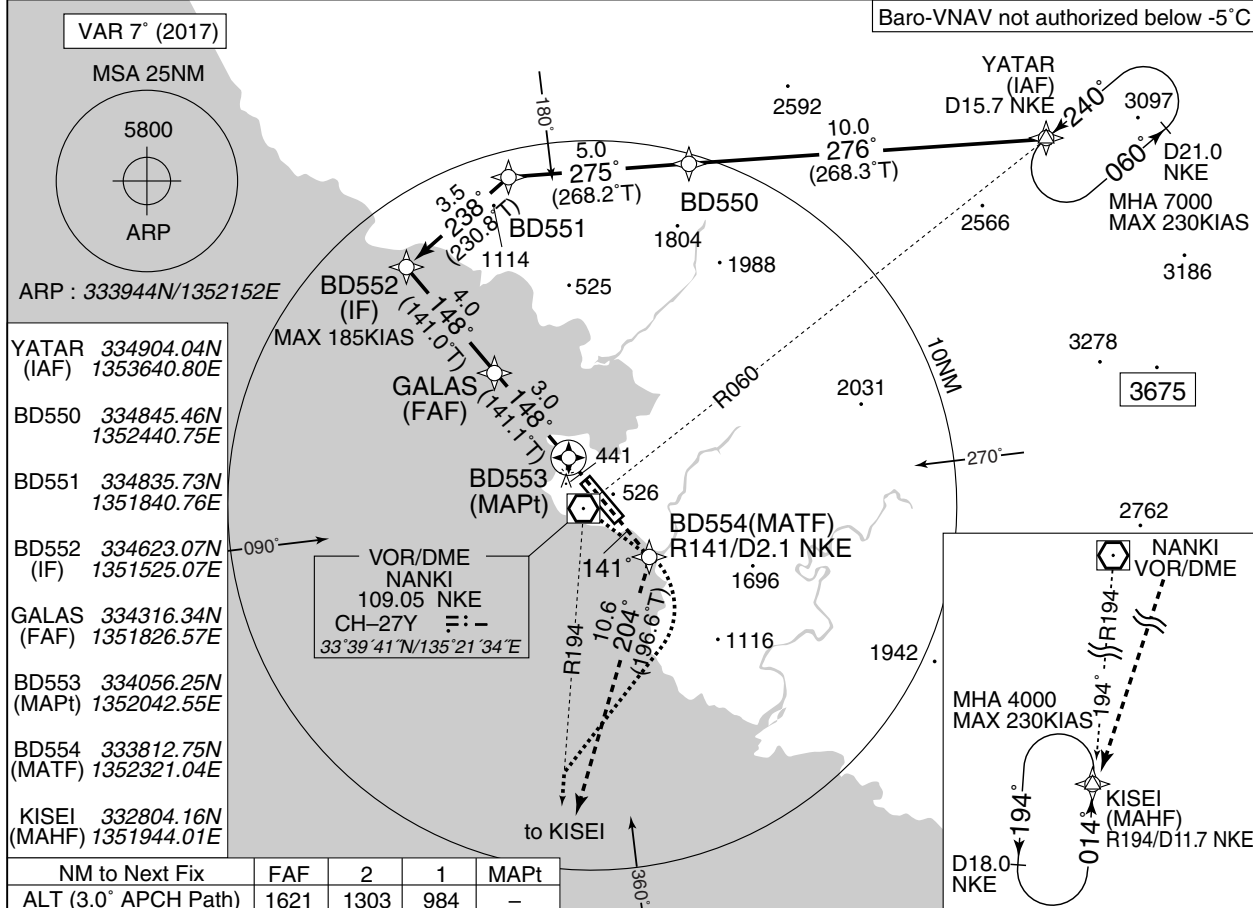 VAR 7˚ (2017)
Baro-VNAV not authorized below -5˚C
MSA 25NM
5800
ARP
ARP : 333944N/1352152E
YATAR
(IAF)
D15.7 NKE
240˚
060˚
3097
D21.0
NKE
MHA 7000
MAX 230KIAS
2592
10.0
276˚
(268.3˚T)
180˚
5.0
275˚
(268.2˚T)
BD550
BD551
3.5
238˚
(230.8˚T)
1114
1804
1988
525
2566
3186
3278
3675
2031
10NM
R060
270˚
2762
BD552
(IF)
MAX 185KIAS
4.0
148˚
(141.0˚T)
GALAS
(FAF)
3.0
148˚
(141.1˚T)
BD553
(MAPt)
441
526
BD554(MATF)
R141/D2.1 NKE
141˚
1696
1116
1942
090˚
VOR/DME
NANKI
109.05 NKE
CH–27Y
33˚39´41˝N/135˚21´34˝E
R194
10.6
204˚
(196.6˚T)
to KISEI
360˚
YATAR 334904.04N
(IAF) 1353640.80E
BD550 334845.46N
1352440.75E
BD551 334835.73N
1351840.76E
BD552 334623.07N
(IF) 1351525.07E
GALAS 334316.34N
(FAF) 1351826.57E
BD553 334056.25N
(MAPt) 1352042.55E
BD554 333812.75N
(MATF) 1352321.04E
KISEI 332804.16N
(MAHF) 1351944.01E
NANKI
VOR/DME
R194
194˚
MHA 4000
MAX 230KIAS
194˚
014˚
KISEI
(MAHF)
R194/D11.7 NKE
D18.0
NKE
NM to Next Fix FAF 2 1 MAPt
ALT (3.0˚ APCH Path) 1621 1303 984 –